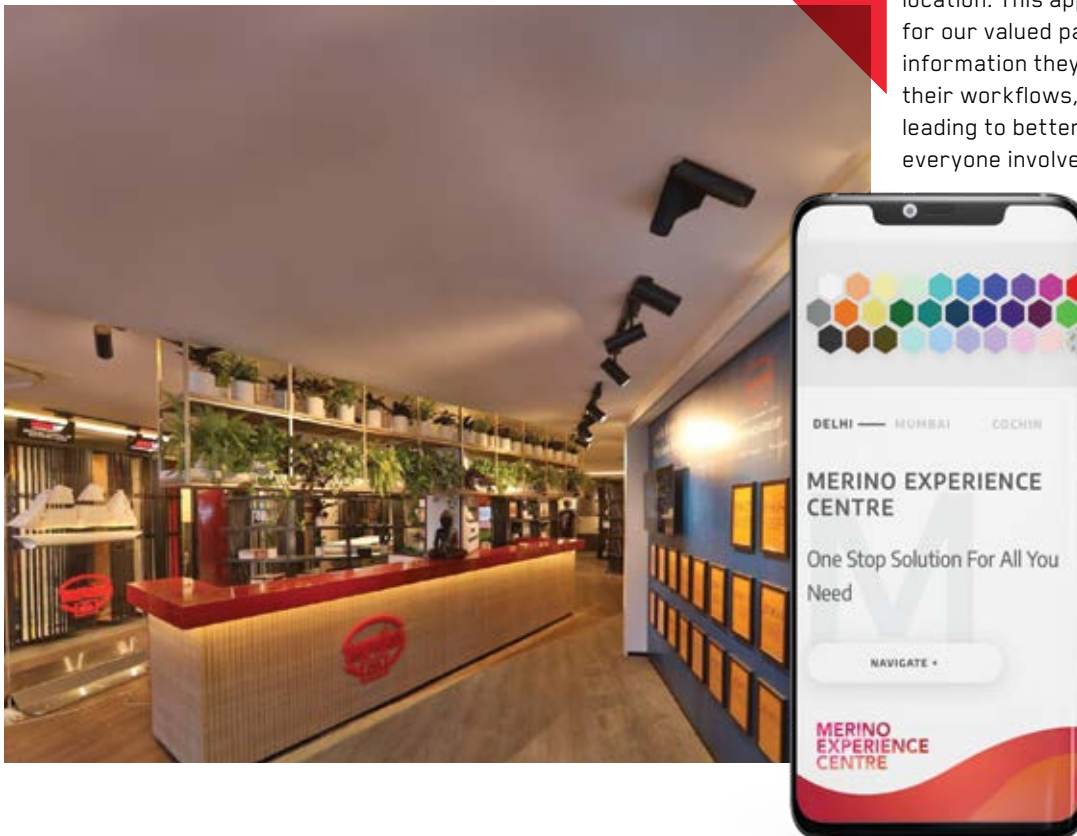 location. This app
for our valued pa
information they
their workflows,
leading to better
everyone involve
DELHI MUMBAI COCHIN
MERINO EXPERIENCE
CENTRE
One Stop Solution For All You
Need
NAVIGATE
MERINO
EXPERIENCE
CENTRE